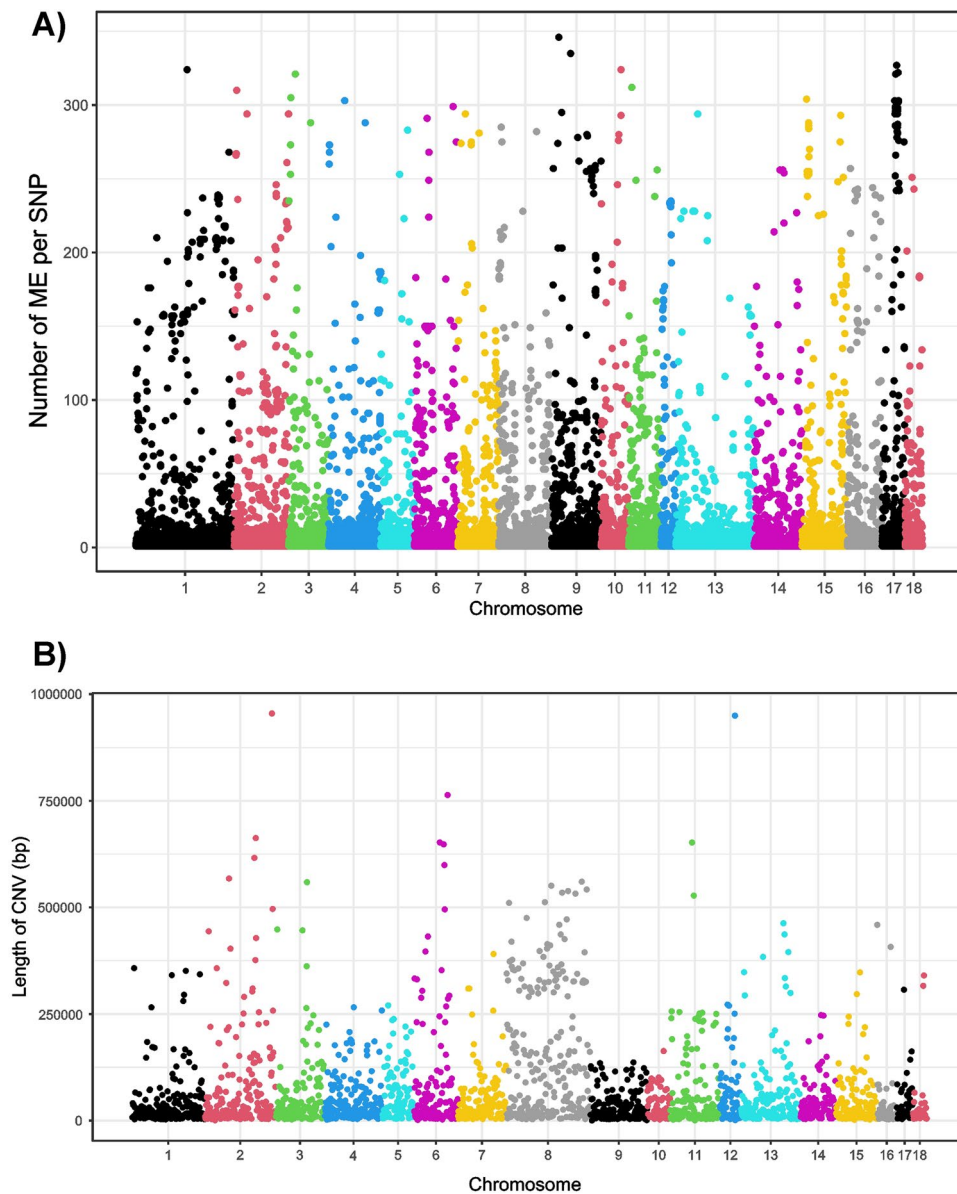 A)
Number of ME per SNP
300
200
100
0
1 2 3 4 5 6 7 8 9 10 11 12 13 14 15 16 17 18
Chromosome
B)
Length of CNV (bp)
1000000
750000
500000
250000
0
1 2 3 4 5 6 7 8 9 10 11 12 13 14 15 16 17 18
Chromosome